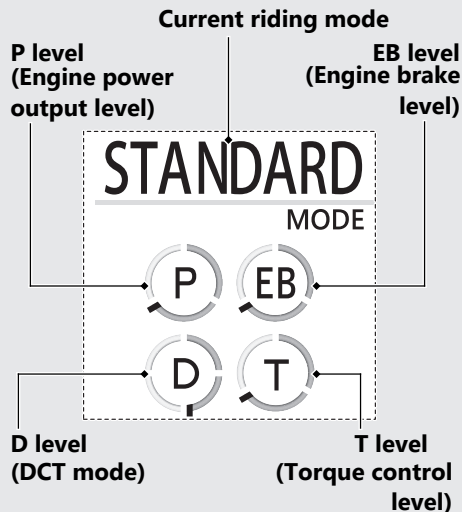 Current riding mode
P level
(Engine power
output level)
EB level
(Engine brake
level)
STANDARD
MODE
P
EB
D
T
D level
(DCT mode)
T level
(Torque control
level)